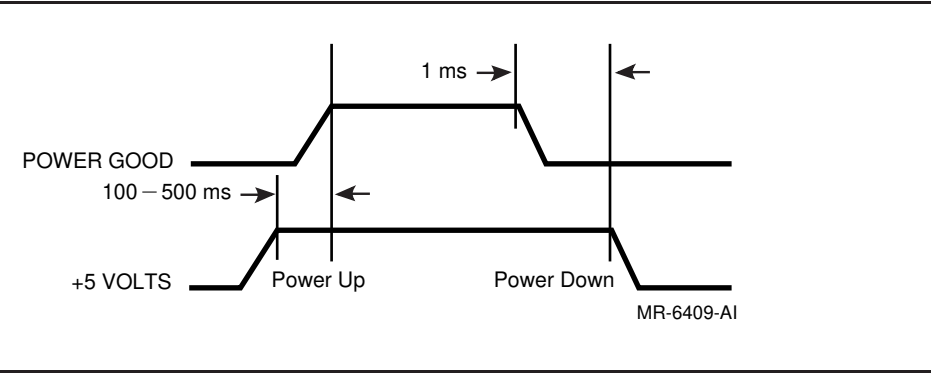 1 ms
POWER GOOD
100 – 500 ms
+5 VOLTS
Power Up
Power Down
MR-6409-AI